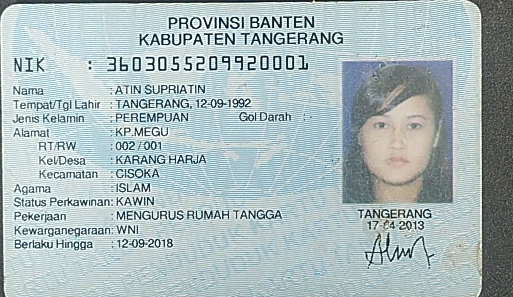 PROVINSI BANTEN
KABUPATEN TANGERANG
NIK : 3603055209920001
Nama : ATIN SUPRIATIN
Tempat/Tgl Lahir : TANGERANG, 12-09-1992
Jenis Kelamin : PEREMPUAN Gol Darah : -
Alamat : KP.MEGU
RT/RW : 002 / 001
Kel/Desa : KARANG HARJA
Kecamatan : CISOKA
Agama : ISLAM
Status Perkawinan: KAWIN
Pekerjaan : MENGURUS RUMAH TANGGA
Kewarganegaraan: WNI
Berlaku Hingga : 12-09-2018
TANGERANG
17-04-2013